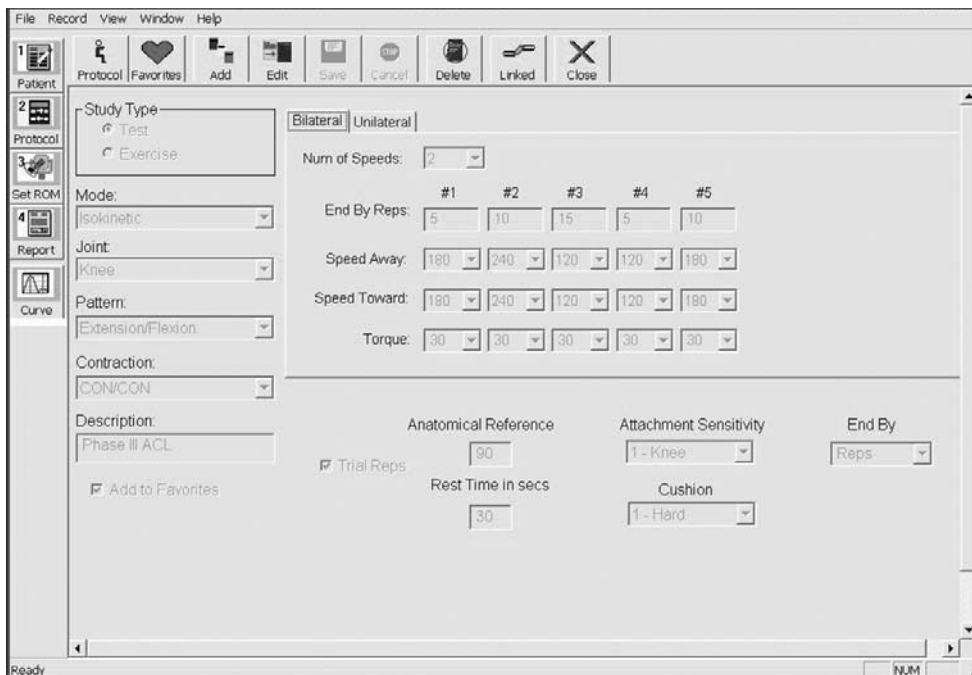 File Record View Window Help
1 Patient
2 Protocol
3 Set ROM
4 Report
Curve
Protocol Favorites Add Edit Save STOP Cancel Delete Linked Close
Study Type
Test
Exercise
Mode:
Isokinetic
Joint:
Knee
Pattern:
Extension/Flexion
Contraction:
CON/CON
Description:
Phase III ACL
Add to Favorites
Bilateral Unilateral
Num of Speeds: 2
#1 #2 #3 #4 #5
End By Reps: 5 10 15 5 10
Speed Away: 180 240 120 120 180
Speed Toward: 180 240 120 120 180
Torque: 30 30 30 30 30
Trial Reps
Anatomical Reference
90
Rest Time in secs
30
Attachment Sensitivity
1 - Knee
Cushion
1 - Hard
End By
Reps
Ready NUM